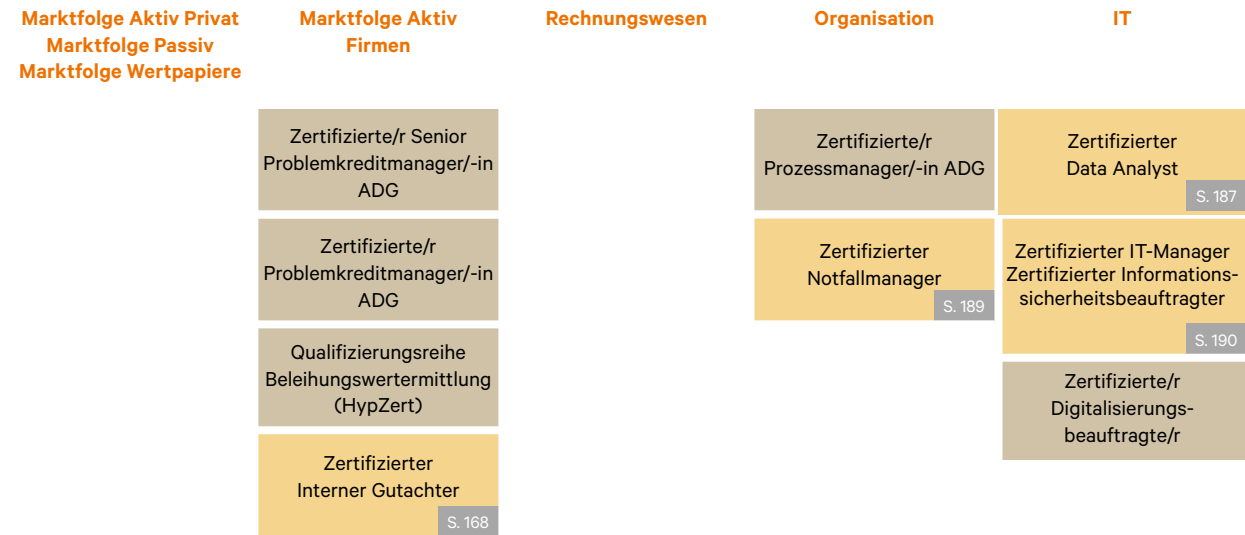 Marktfolge Aktiv Privat
Marktfolge Passiv
Marktfolge Wertpapiere
Marktfolge Aktiv
Firmen
Rechnungswesen
Organisation
IT
Zertifizierte/r Senior
Problemkreditmanager/-in
ADG
Zertifizierte/r
Problemkreditmanager/-in
ADG
Qualifizierungsreihe
Beleihungswertermittlung
(HypZert)
Zertifizierter
Interner Gutachter
S. 168
Zertifizierte/r
Prozessmanager/-in ADG
Zertifizierter
Notfallmanager
S. 189
Zertifizierter
Data Analyst
S. 187
Zertifizierter IT-Manager
Zertifizierter Informations-
sicherheitsbeauftragter
S. 190
Zertifizierte/r
Digitalisierungs-
beauftragte/r